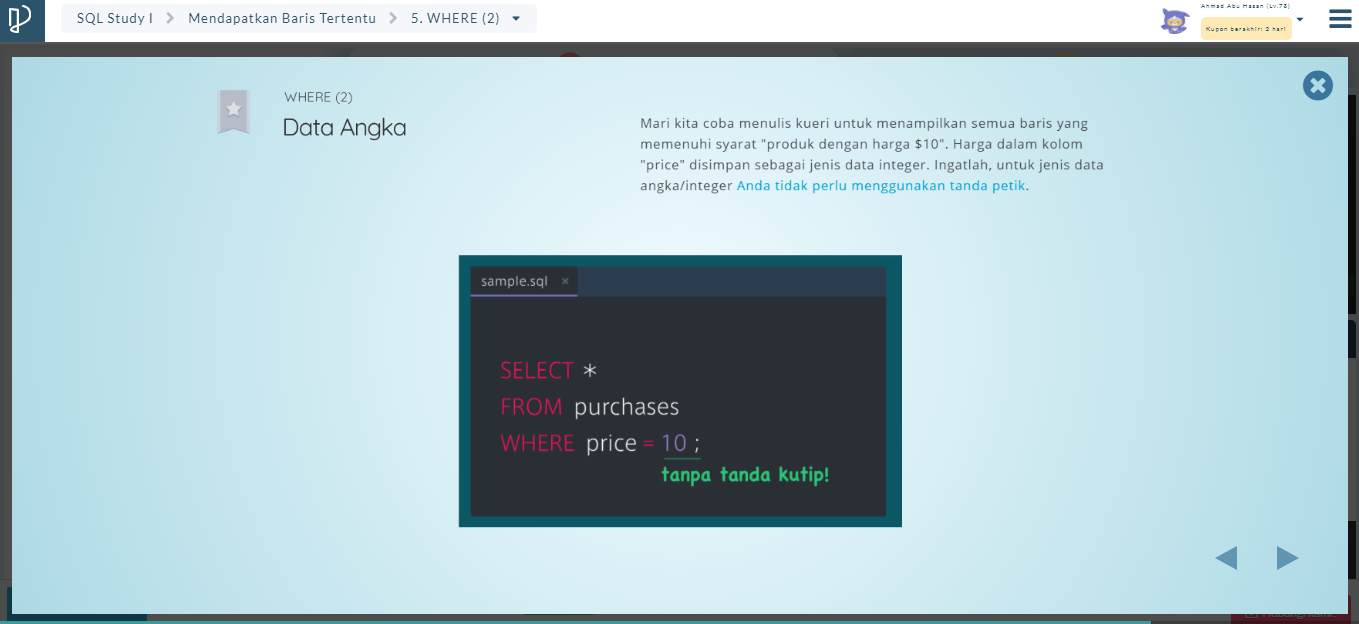 SQL Study I
Mendapatkan Baris Tertentu
5. WHERE (2)
Ahmad Abu Hasan (Lv.78)
Kupon berakhir: 2 hari
WHERE (2)
Data Angka
Mari kita coba menulis kueri untuk menampilkan semua baris yang
memenuhi syarat "produk dengan harga $10". Harga dalam kolom
"price" disimpan sebagai jenis data integer. Ingatlah, untuk jenis data
angka/integer Anda tidak perlu menggunakan tanda petik.
sample.sql ×
SELECT *
FROM purchases
WHERE price = 10 ;
tanpa tanda kutip!